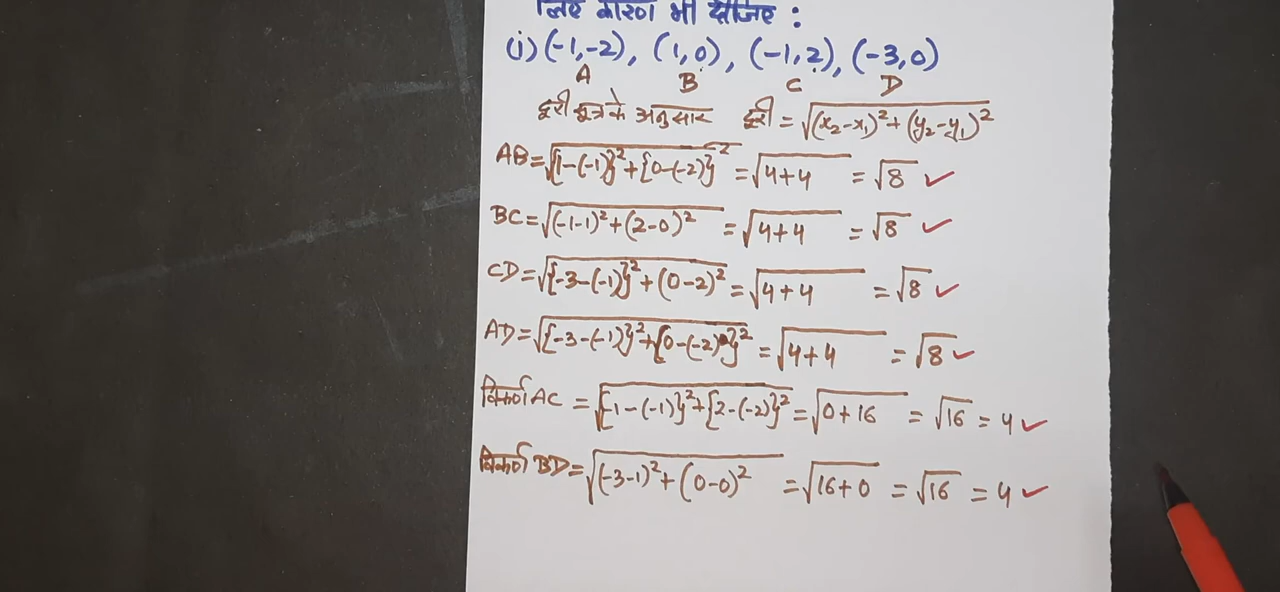 लिए कारण भी दीजिए :
(i) (-1,-2), (1,0), (-1,2), (-3,0)
A B C D
दूरी सूत्र के अनुसार दूरी = √(x₂-x₁)²+(y₂-y₁)²
AB=√{1-(-1)}²+{0-(-2)}² = √4+4 = √8 ✓
BC=√(-1-1)²+(2-0)² = √4+4 = √8 ✓
CD=√{-3-(-1)}²+(0-2)² = √4+4 = √8 ✓
AD=√{-3-(-1)}²+{0-(-2)}² = √4+4 = √8 ✓
विकर्ण AC = √{-1-(-1)}²+{2-(-2)}² = √0+16 = √16 = 4 ✓
विकर्ण BD=√(-3-1)²+(0-0)² = √16+0 = √16 = 4 ✓